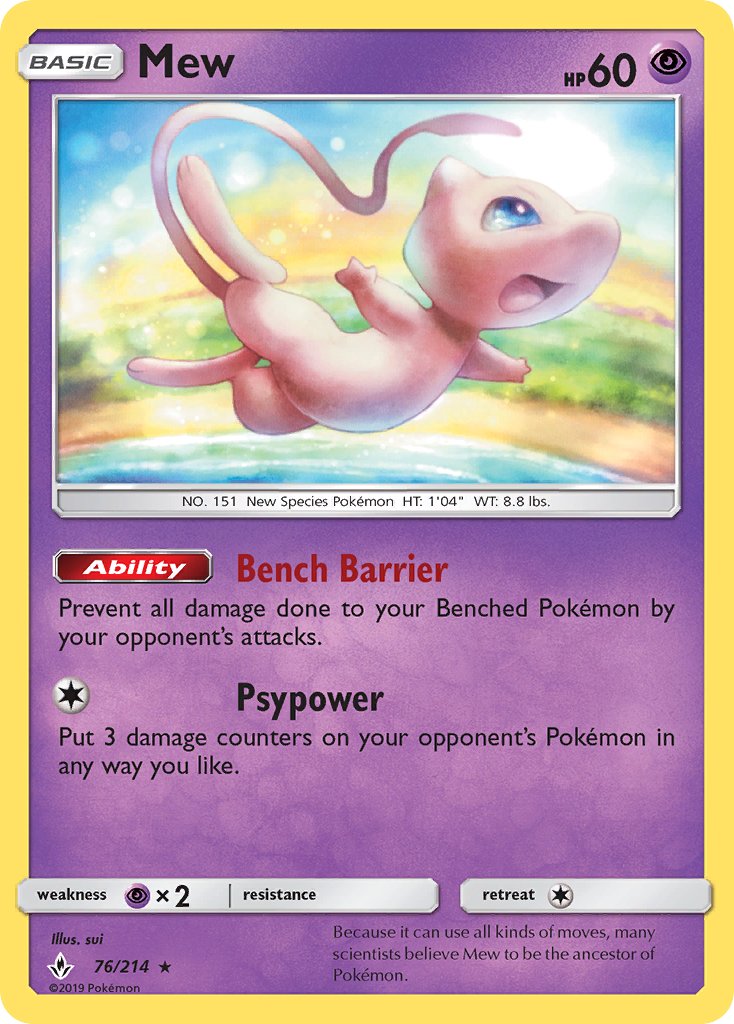 BASIC Mew HP60
NO. 151 New Species Pokémon HT: 1'04" WT: 8.8 lbs.
Ability Bench Barrier
Prevent all damage done to your Benched Pokémon by
your opponent's attacks.
Psypower
Put 3 damage counters on your opponent's Pokémon in
any way you like.
weakness ×2 resistance retreat
Illus. sui
76/214 ★
©2019 Pokémon
Because it can use all kinds of moves, many
scientists believe Mew to be the ancestor of
Pokémon.